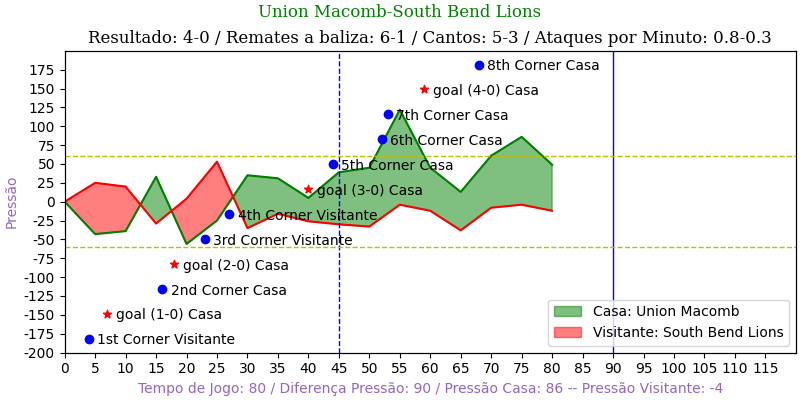 Union Macomb-South Bend Lions
Resultado: 4-0 / Remates a baliza: 6-1 / Cantos: 5-3 / Ataques por Minuto: 0.8-0.3
Pressão
175
150
125
100
75
50
25
0
-25
-50
-75
-100
-125
-150
-175
-200
8th Corner Casa
goal (4-0) Casa
7th Corner Casa
6th Corner Casa
5th Corner Casa
goal (3-0) Casa
4th Corner Visitante
3rd Corner Visitante
goal (2-0) Casa
2nd Corner Casa
goal (1-0) Casa
1st Corner Visitante
Casa: Union Macomb
Visitante: South Bend Lions
0 5 10 15 20 25 30 35 40 45 50 55 60 65 70 75 80 85 90 95 100 105 110 115
Tempo de Jogo: 80 / Diferença Pressão: 90 / Pressão Casa: 86 -- Pressão Visitante: -4